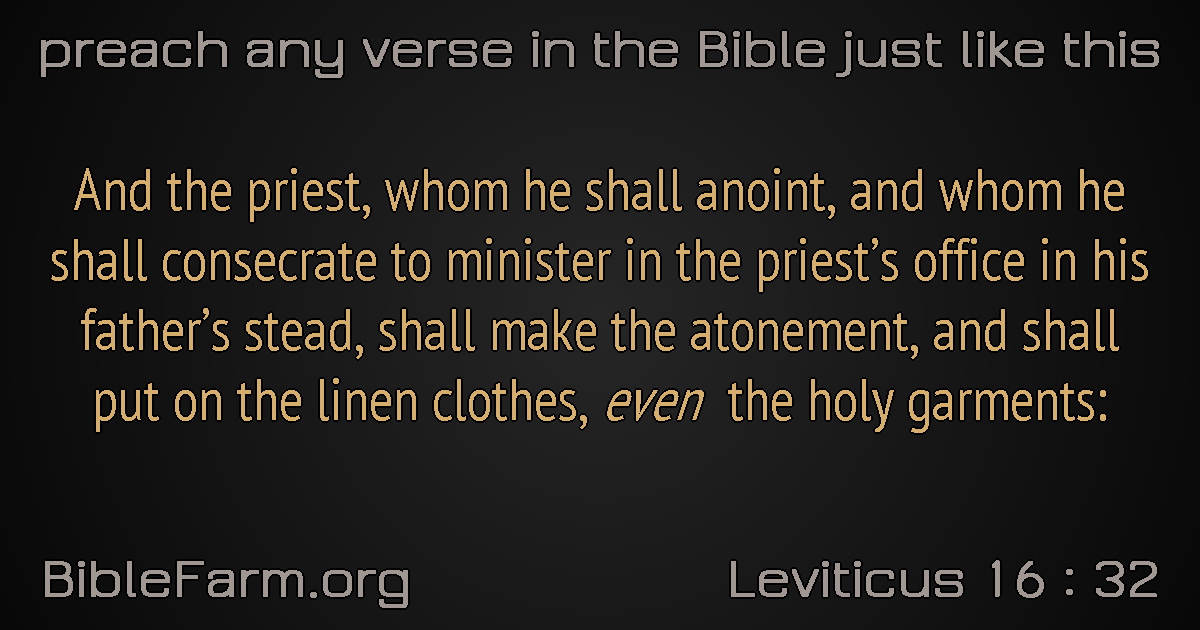 preach any verse in the Bible just like this
And the priest, whom he shall anoint, and whom he
shall consecrate to minister in the priest’s office in his
father’s stead, shall make the atonement, and shall
put on the linen clothes, even the holy garments:
BibleFarm.org
Leviticus 16 : 32